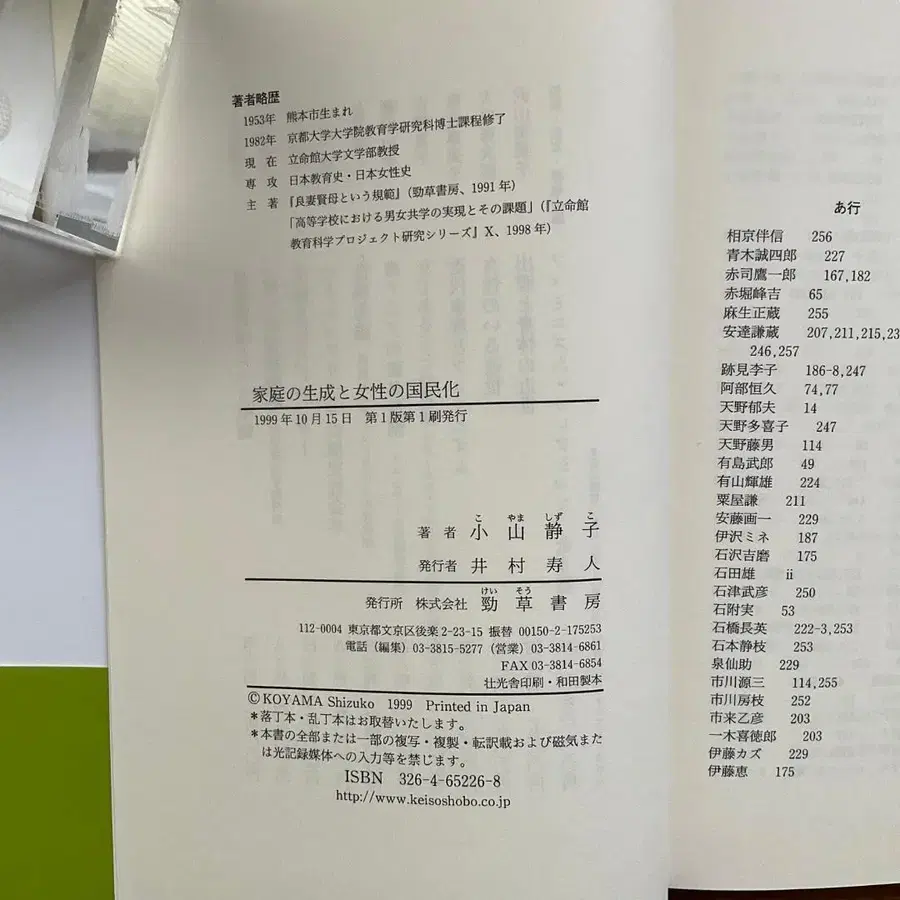 著者略歴
1953年 熊本市生まれ
1982年 京都大学大学院教育学研究科博士課程修了
現 在 立命館大学文学部教授
専 攻 日本教育史・日本女性史
主 著 『良妻賢母という規範』(勁草書房、1991年)
「高等学校における男女共学の実現とその課題」(『立命館
教育科学プロジェクト研究シリーズ』X、1998年)
家庭の生成と女性の国民化
1999年10月15日 第1版第1刷発行
こ やま しず こ
著 者 小 山 静 子
発行者 井 村 寿 人
けい そう
発行所 株式会社 勁 草 書 房
112-0004 東京都文京区後楽2-23-15 振替 00150-2-175253
電話(編集)03-3815-5277(営業)03-3814-6861
FAX 03-3814-6854
壮光舎印刷・和田製本
© KOYAMA Shizuko 1999 Printed in Japan
*落丁本・乱丁本はお取替いたします。
*本書の全部または一部の複写・複製・転訳載および磁気また
は光記録媒体への入力等を禁じます。
ISBN 326-4-65226-8
http://www.keisoshobo.co.jp
あ行
相京伴信 256
青木誠四郎 227
赤司鷹一郎 167,182
赤堀峰吉 65
麻生正蔵 255
安達謙蔵 207,211,215,23
246,257
跡見李子 186-8,247
阿部恒久 74,77
天野郁夫 14
天野多喜子 247
天野藤男 114
有島武郎 49
有山輝雄 224
粟屋謙 211
安藤画一 229
伊沢ミネ 187
石沢吉磨 175
石田雄 ii
石津武彦 250
石附実 53
石橋長英 222-3,253
石本静枝 253
泉仙助 229
市川源三 114,255
市川房枝 252
市来乙彦 203
一木喜徳郎 203
伊藤カズ 229
伊藤恵 175